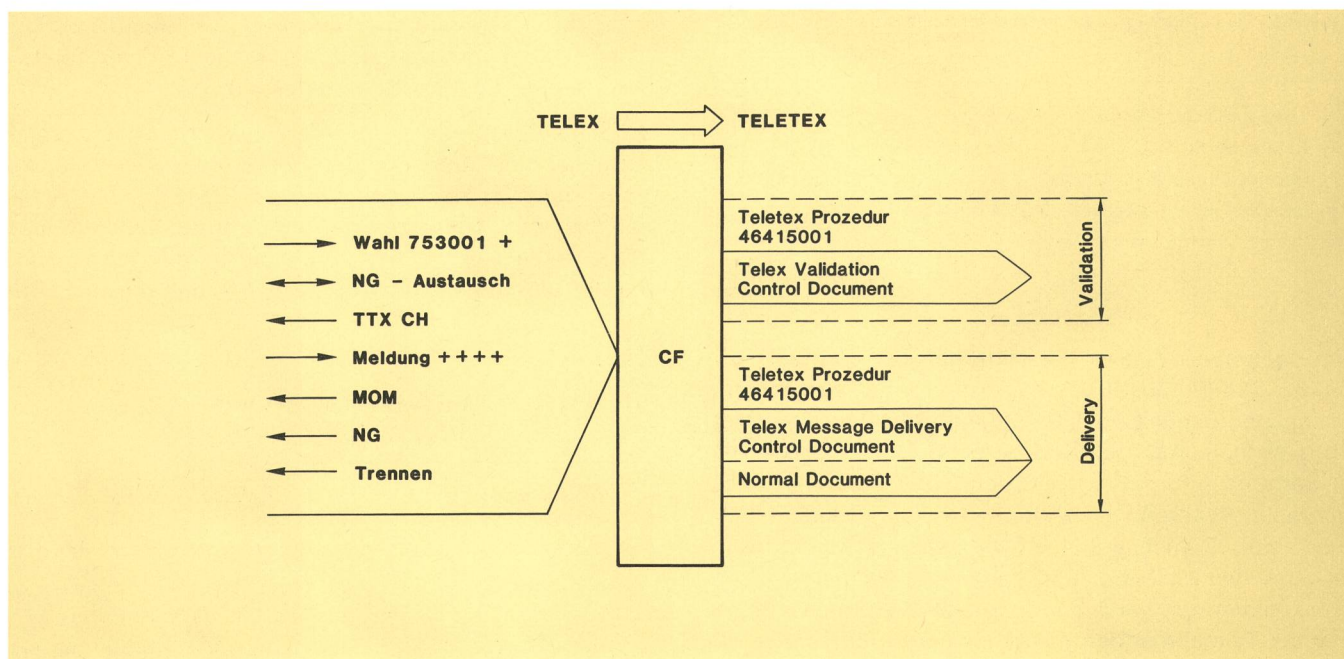 TELEX TELETEX
Wahl 753001 +
NG – Austausch
TTX CH
Meldung ++++
MOM
NG
Trennen
CF
Teletex Prozedur
46415001
Telex Validation
Control Document
Validation
Teletex Prozedur
46415001
Telex Message Delivery
Control Document
Normal Document
Delivery